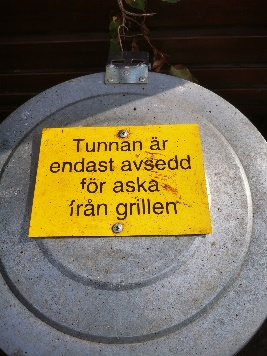 Tunnan är
endast avsedd
för aska
från grillen